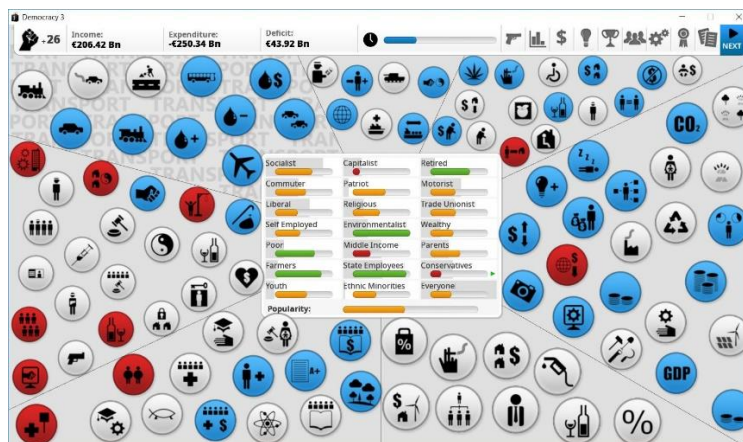 Democracy 3
+26
Income:
€206.42 Bn
Expenditure:
-€250.34 Bn
Deficit:
€43.92 Bn
NEXT
TRANSPORT TRANSPORT
CO₂
Socialist Capitalist Retired
Commuter Patriot Motorist
Liberal Religious Trade Unionist
Self Employed Environmentalist Wealthy
Poor Middle Income Parents
Farmers State Employees Conservatives
Youth Ethnic Minorities Everyone
Popularity:
A+
GDP
%